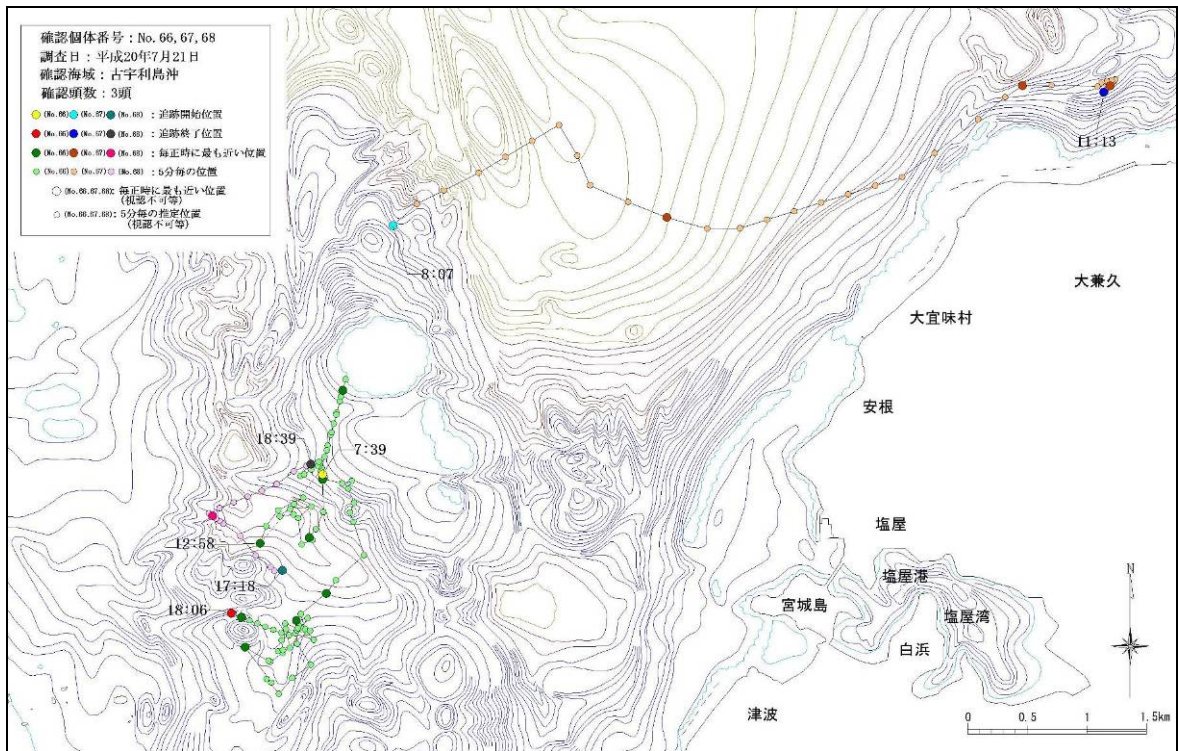 確認個体番号：No.66,67,68
調査日：平成20年7月21日
確認海域：古宇利島沖
確認頭数：3頭
(No.66) (No.67) (No.68) ：追跡開始位置
(No.66) (No.67) (No.68) ：追跡終了位置
(No.66) (No.67) (No.68) ：毎正時に最も近い位置
(No.66) (No.67) (No.68) ：5分毎の位置
(No.66,67,68)：毎正時に最も近い位置
(視認不可等)
(No.66,67,68)：5分毎の推定位置
(視認不可等)
11:13
8:07
大兼久
大宜味村
安根
18:39
7:39
12:58
17:18
18:06
塩屋
塩屋港
宮城島
塩屋湾
白浜
津波
N
0 0.5 1 1.5km